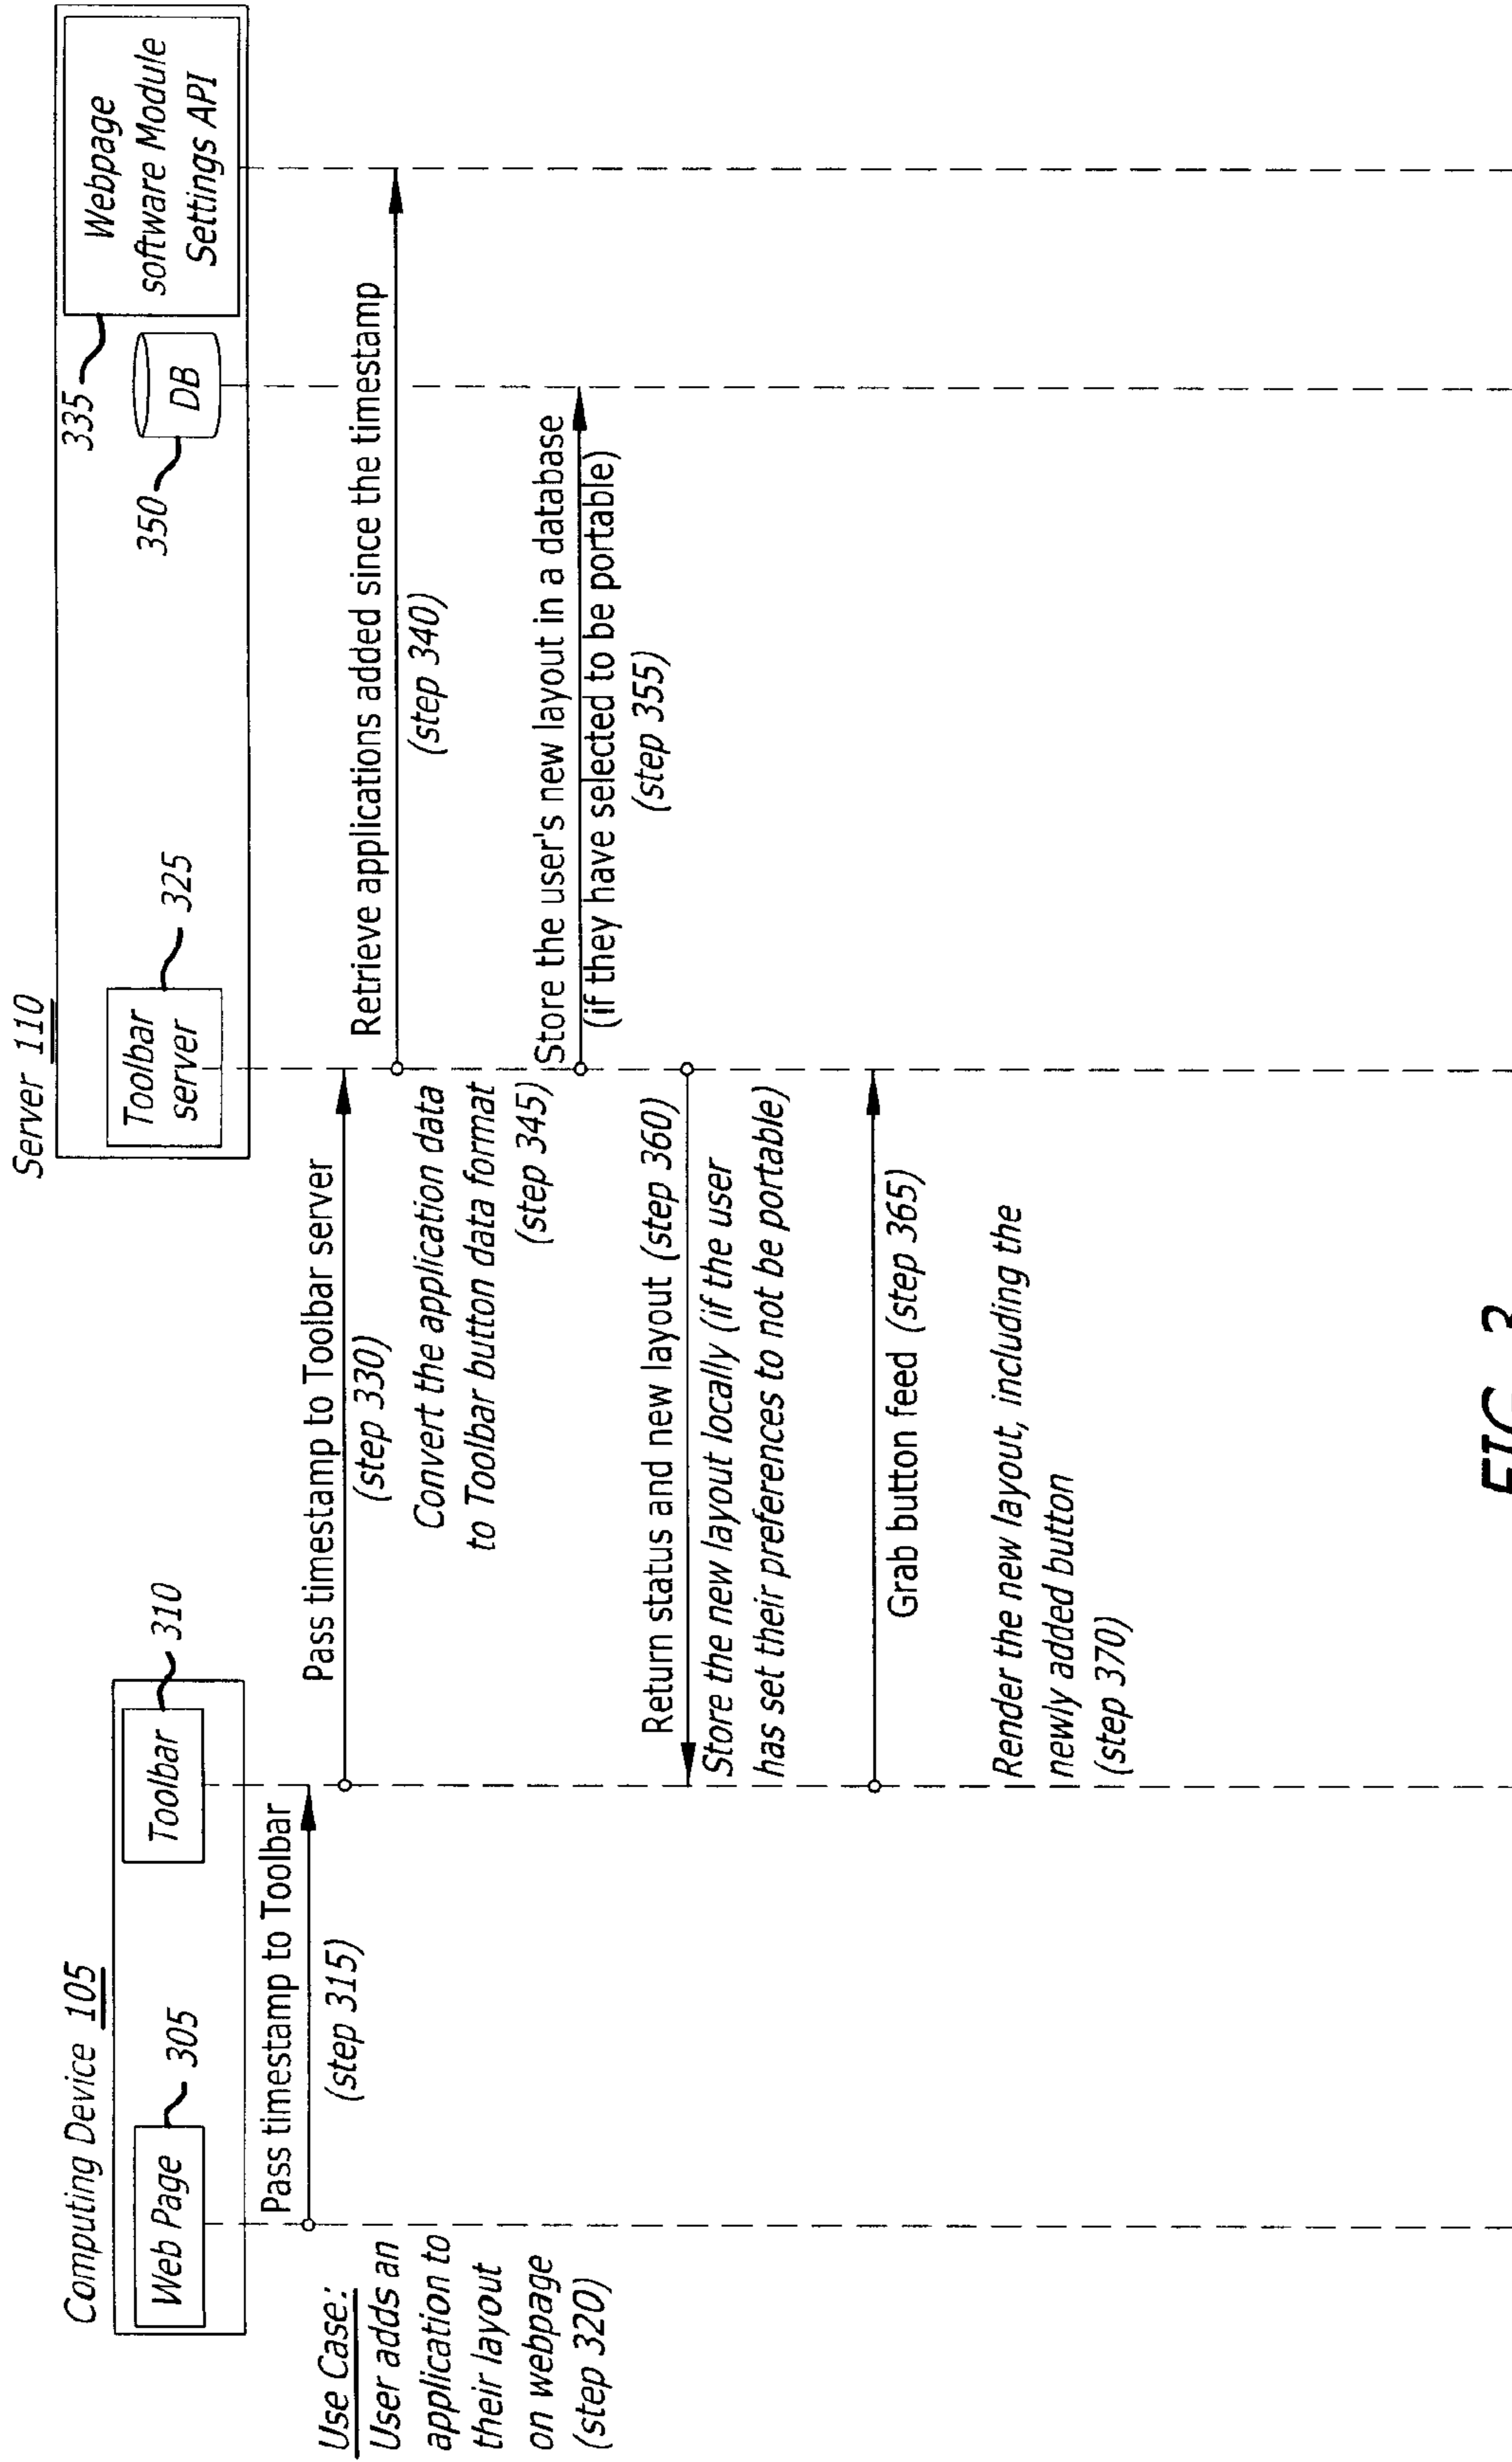 Computing Device 105
Web Page
305
Toolbar
310
Server 110
Toolbar
server
325
350
DB
335
Webpage
software Module
Settings API
Use Case:
User adds an
application to
their layout
on webpage
(step 320)
Pass timestamp to Toolbar
(step 315)
Pass timestamp to Toolbar server
(step 330)
Retrieve applications added since the timestamp
(step 340)
Convert the application data
to Toolbar button data format
(step 345)
Store the user's new layout in a database
(if they have selected to be portable)
(step 355)
Return status and new layout (step 360)
Store the new layout locally (if the user
has set their preferences to not be portable)
Grab button feed (step 365)
Render the new layout, including the
newly added button
(step 370)
FIG. 3